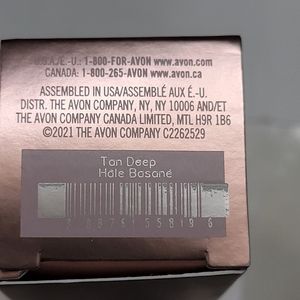 U.S.A./É.-U.: 1-800-FOR-AVON www.avon.com
CANADA: 1-800-265-AVON www.avon.ca
ASSEMBLED IN USA/ASSEMBLÉ AUX É.-U.
DISTR. THE AVON COMPANY, NY, NY 10006 AND/ET
THE AVON COMPANY CANADA LIMITED, MTL H9R 1B6
©2021 THE AVON COMPANY C2262529
Tan Deep
Hâle Basané